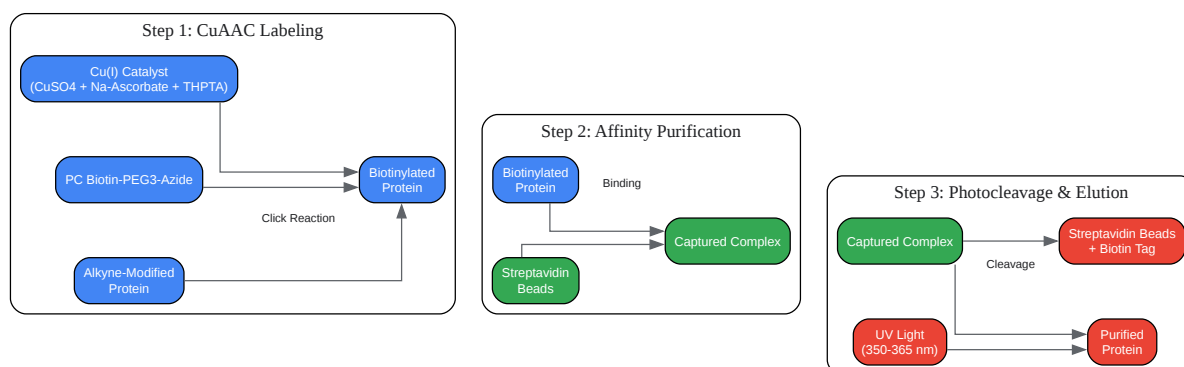 Step 1: CuAAC Labeling
Cu(I) Catalyst
(CuSO4 + Na-Ascorbate + THPTA)
PC Biotin-PEG3-Azide
Biotinylated
Protein
Click Reaction
Alkyne-Modified
Protein
Step 2: Affinity Purification
Biotinylated
Protein
Binding
Captured Complex
Streptavidin
Beads
Step 3: Photocleavage & Elution
Captured Complex
Streptavidin Beads
+ Biotin Tag
Cleavage
UV Light
(350-365 nm)
Purified
Protein